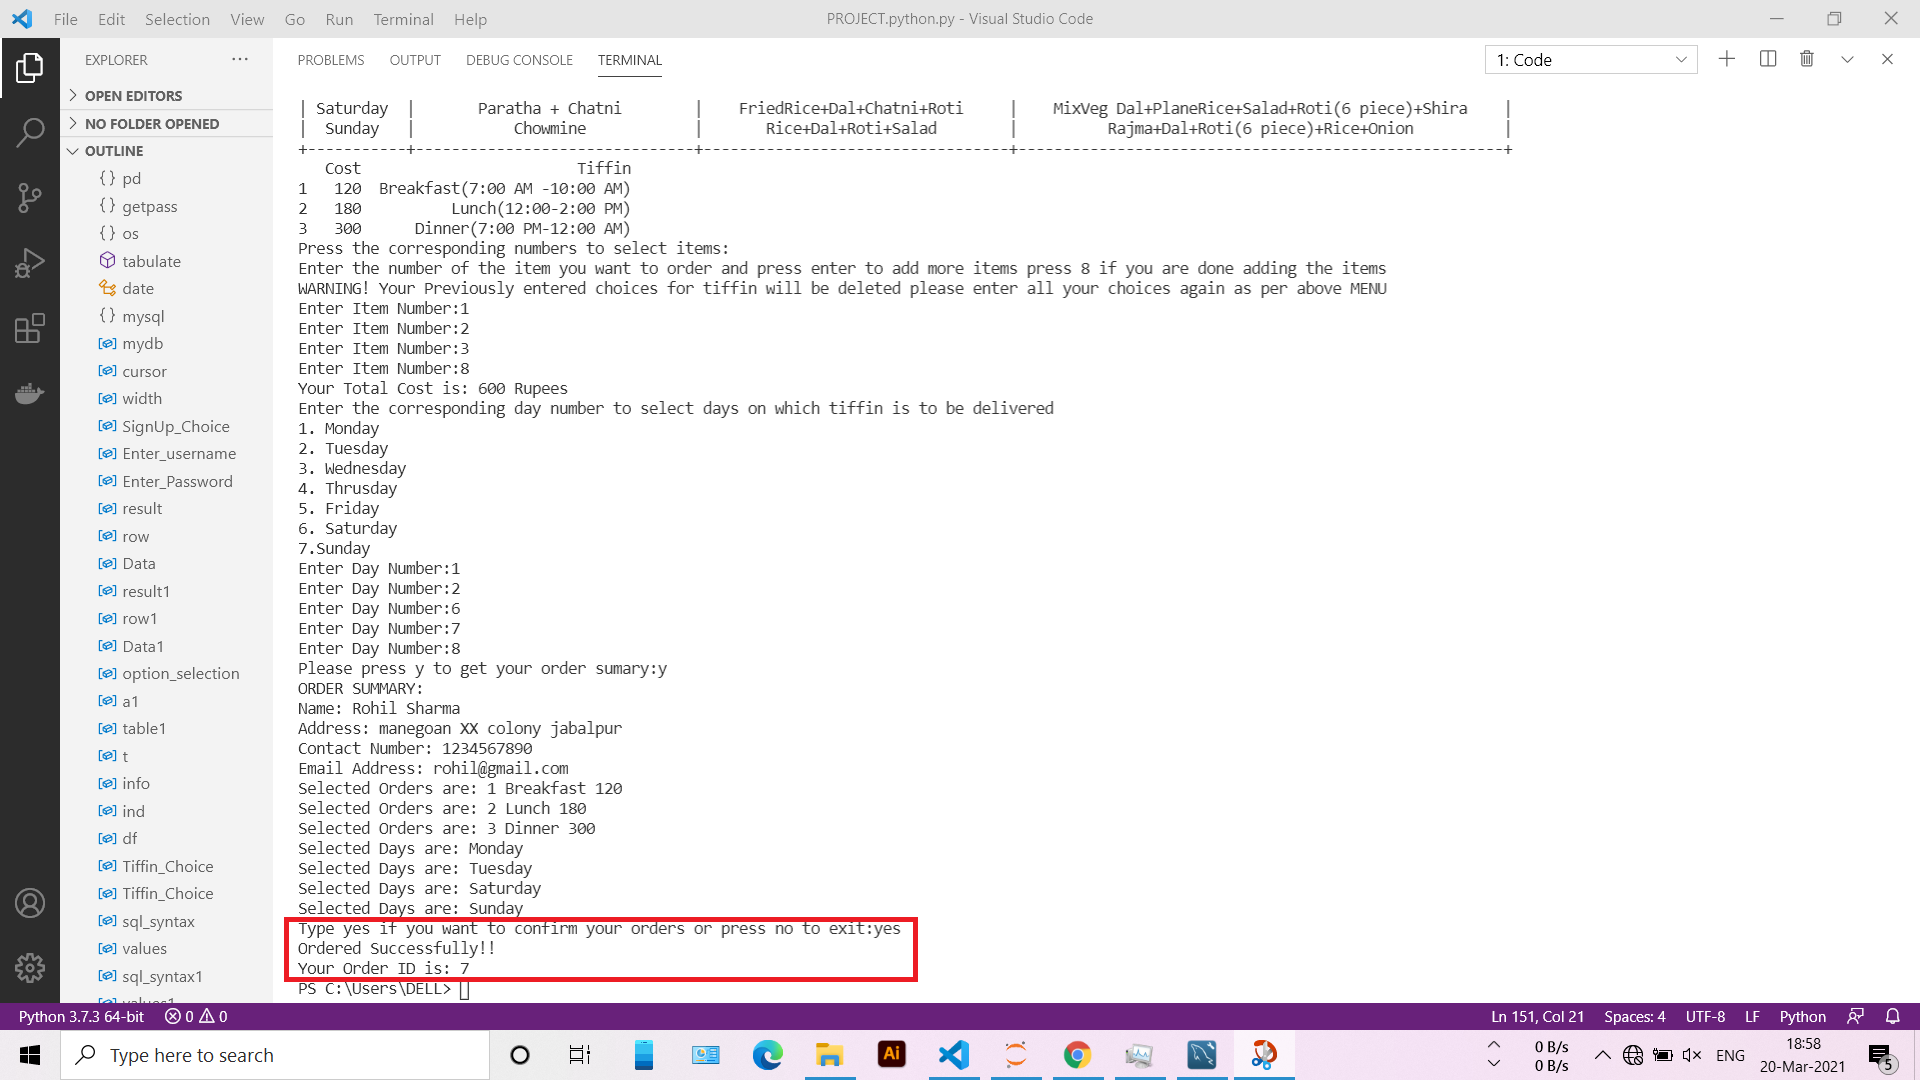 File Edit Selection View Go Run Terminal Help
PROJECT.python.py - Visual Studio Code
EXPLORER ...
OPEN EDITORS
NO FOLDER OPENED
OUTLINE
{} pd
{} getpass
{} os
tabulate
date
{} mysql
mydb
cursor
width
SignUp_Choice
Enter_username
Enter_Password
result
row
Data
result1
row1
Data1
option_selection
a1
table1
t
info
ind
df
Tiffin_Choice
Tiffin_Choice
sql_syntax
values
sql_syntax1
values1
PROBLEMS OUTPUT DEBUG CONSOLE TERMINAL
1: Code
| Saturday | Paratha + Chatni | FriedRice+Dal+Chatni+Roti | MixVeg Dal+PlaneRice+Salad+Roti(6 piece)+Shira |
| Sunday | Chowmine | Rice+Dal+Roti+Salad | Rajma+Dal+Roti(6 piece)+Rice+Onion |
Cost Tiffin
1 120 Breakfast(7:00 AM -10:00 AM)
2 180 Lunch(12:00-2:00 PM)
3 300 Dinner(7:00 PM-12:00 AM)
Press the corresponding numbers to select items:
Enter the number of the item you want to order and press enter to add more items press 8 if you are done adding the items
WARNING! Your Previously entered choices for tiffin will be deleted please enter all your choices again as per above MENU
Enter Item Number:1
Enter Item Number:2
Enter Item Number:3
Enter Item Number:8
Your Total Cost is: 600 Rupees
Enter the corresponding day number to select days on which tiffin is to be delivered
1. Monday
2. Tuesday
3. Wednesday
4. Thrusday
5. Friday
6. Saturday
7.Sunday
Enter Day Number:1
Enter Day Number:2
Enter Day Number:6
Enter Day Number:7
Enter Day Number:8
Please press y to get your order sumary:y
ORDER SUMMARY:
Name: Rohil Sharma
Address: manegoan XX colony jabalpur
Contact Number: 1234567890
Email Address: rohil@gmail.com
Selected Orders are: 1 Breakfast 120
Selected Orders are: 2 Lunch 180
Selected Orders are: 3 Dinner 300
Selected Days are: Monday
Selected Days are: Tuesday
Selected Days are: Saturday
Selected Days are: Sunday
Type yes if you want to confirm your orders or press no to exit:yes
Ordered Successfully!!
Your Order ID is: 7
PS C:\Users\DELL>
Python 3.7.3 64-bit 0 0
Ln 151, Col 21 Spaces: 4 UTF-8 LF Python
Type here to search
Ai
0 B/s
0 B/s
ENG
18:58
20-Mar-2021
5